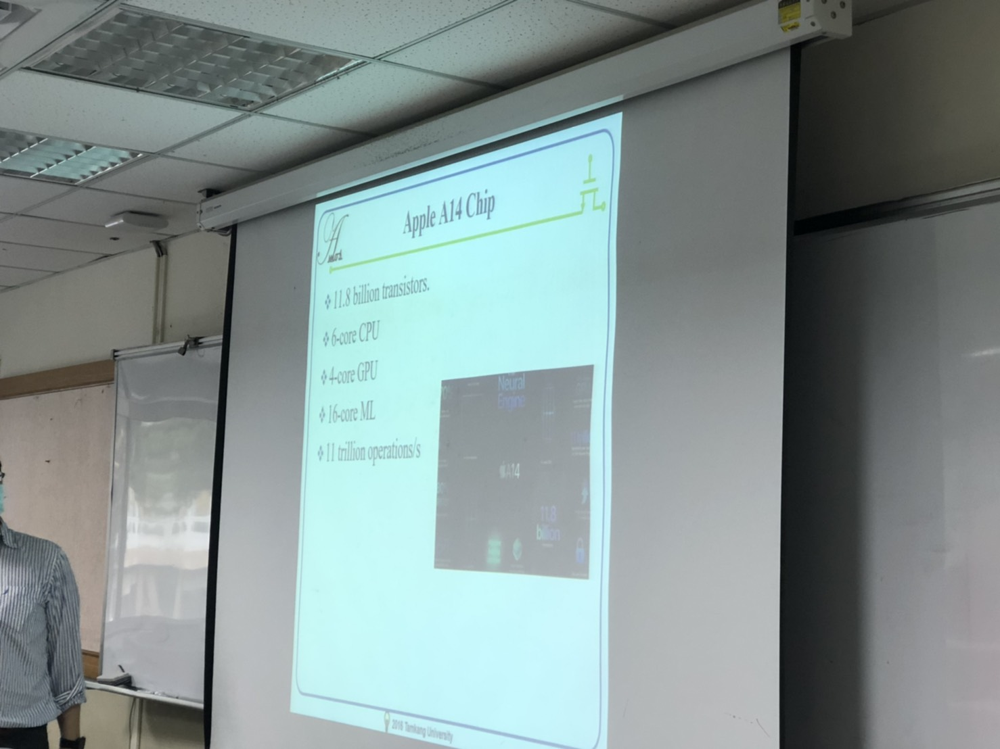 Apple A14 Chip
11.8 billion transistors.
6-core CPU
4-core GPU
16-core ML
11 trillion operations/s
Neural
Engine
A14
11.8
billion
2018 Tamkang University